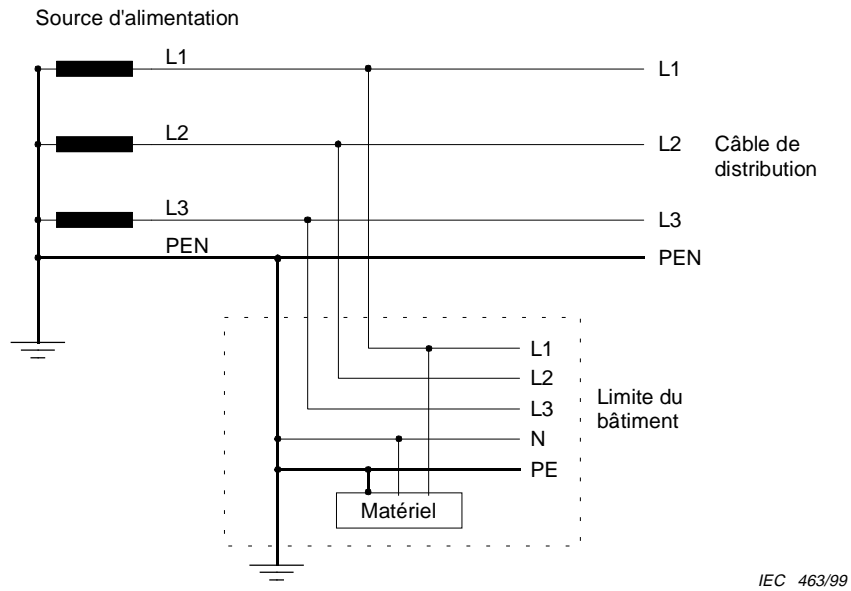 Source d'alimentation
L1
L1
L2
L2
Câble de
distribution
L3
L3
PEN
PEN
L1
L2
L3
Limite du
bâtiment
N
PE
Matériel
IEC 463/99